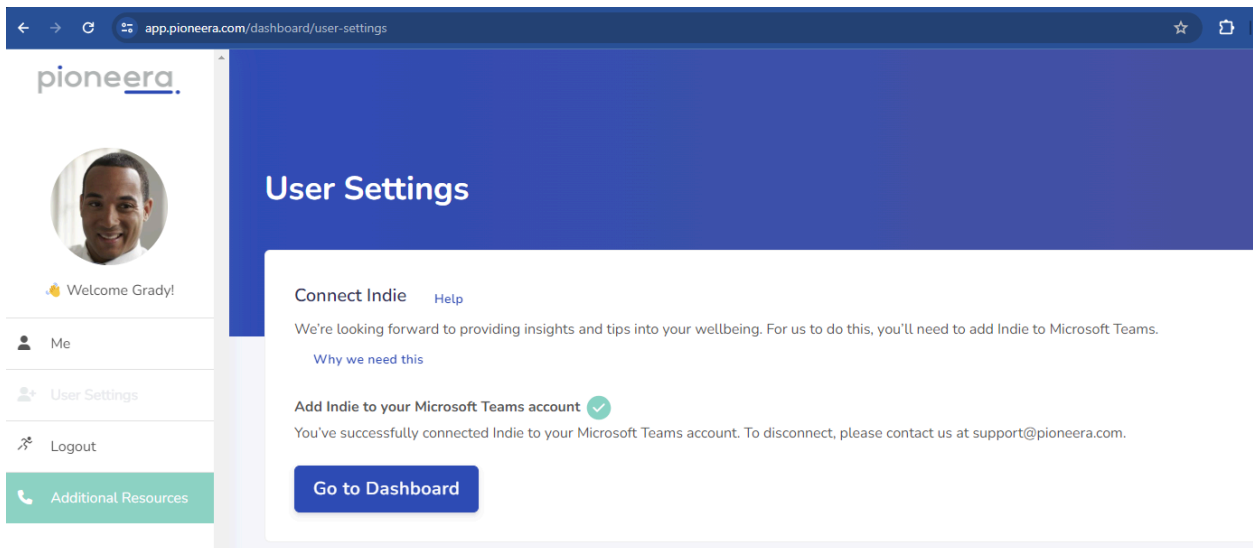 app.pioneera.com/dashboard/user-settings
pioneera.
👋 Welcome Grady!
Me
User Settings
Logout
Additional Resources
User Settings
Connect Indie Help
We're looking forward to providing insights and tips into your wellbeing. For us to do this, you'll need to add Indie to Microsoft Teams.
Why we need this
Add Indie to your Microsoft Teams account
You've successfully connected Indie to your Microsoft Teams account. To disconnect, please contact us at support@pioneera.com.
Go to Dashboard